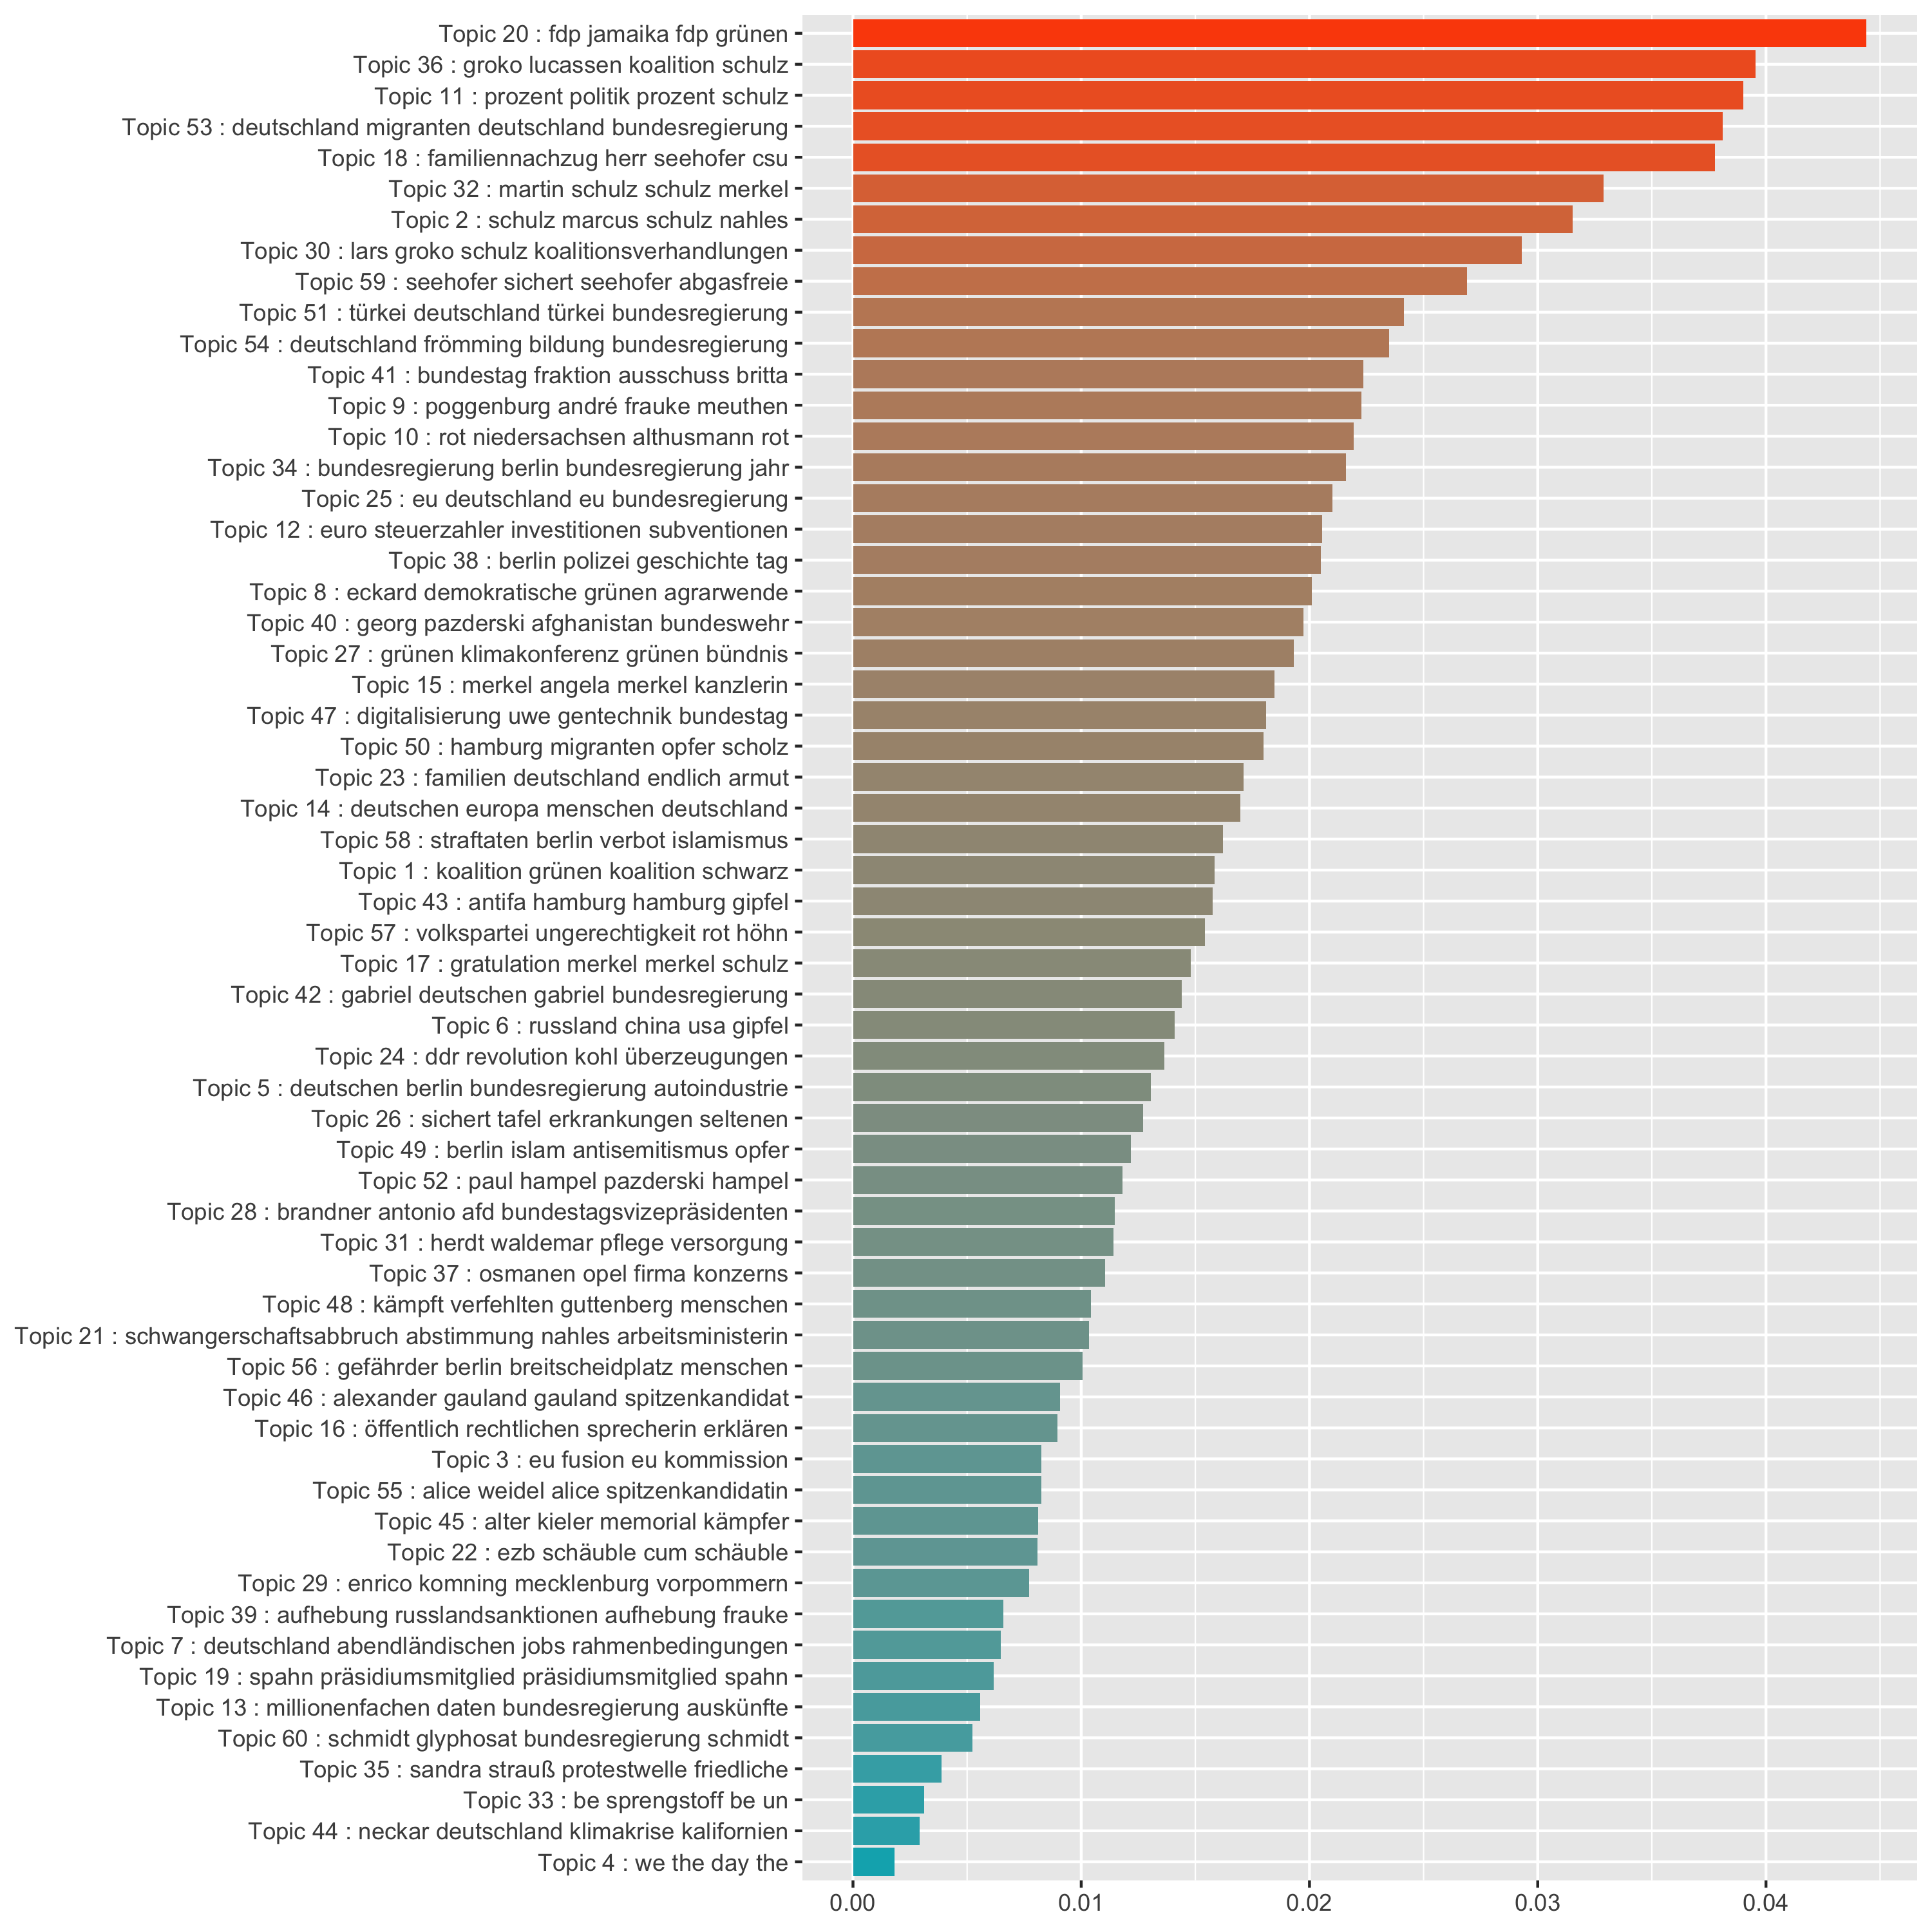 Topic 20 : fdp jamaika fdp grünen
Topic 36 : groko lucassen koalition schulz
Topic 11 : prozent politik prozent schulz
Topic 53 : deutschland migranten deutschland bundesregierung
Topic 18 : familiennachzug herr seehofer csu
Topic 32 : martin schulz schulz merkel
Topic 2 : schulz marcus schulz nahles
Topic 30 : lars groko schulz koalitionsverhandlungen
Topic 59 : seehofer sichert seehofer abgasfreie
Topic 51 : türkei deutschland türkei bundesregierung
Topic 54 : deutschland frömming bildung bundesregierung
Topic 41 : bundestag fraktion ausschuss britta
Topic 9 : poggenburg andré frauke meuthen
Topic 10 : rot niedersachsen althusmann rot
Topic 34 : bundesregierung berlin bundesregierung jahr
Topic 25 : eu deutschland eu bundesregierung
Topic 12 : euro steuerzahler investitionen subventionen
Topic 38 : berlin polizei geschichte tag
Topic 8 : eckard demokratische grünen agrarwende
Topic 40 : georg pazderski afghanistan bundeswehr
Topic 27 : grünen klimakonferenz grünen bündnis
Topic 15 : merkel angela merkel kanzlerin
Topic 47 : digitalisierung uwe gentechnik bundestag
Topic 50 : hamburg migranten opfer scholz
Topic 23 : familien deutschland endlich armut
Topic 14 : deutschen europa menschen deutschland
Topic 58 : straftaten berlin verbot islamismus
Topic 1 : koalition grünen koalition schwarz
Topic 43 : antifa hamburg hamburg gipfel
Topic 57 : volkspartei ungerechtigkeit rot höhn
Topic 17 : gratulation merkel merkel schulz
Topic 42 : gabriel deutschen gabriel bundesregierung
Topic 6 : russland china usa gipfel
Topic 24 : ddr revolution kohl überzeugungen
Topic 5 : deutschen berlin bundesregierung autoindustrie
Topic 26 : sichert tafel erkrankungen seltenen
Topic 49 : berlin islam antisemitismus opfer
Topic 52 : paul hampel pazderski hampel
Topic 28 : brandner antonio afd bundestagsvizepräsidenten
Topic 31 : herdt waldemar pflege versorgung
Topic 37 : osmanen opel firma konzerns
Topic 48 : kämpft verfehlten guttenberg menschen
Topic 21 : schwangerschaftsabbruch abstimmung nahles arbeitsministerin
Topic 56 : gefährder berlin breitscheidplatz menschen
Topic 46 : alexander gauland gauland spitzenkandidat
Topic 16 : öffentlich rechtlichen sprecherin erklären
Topic 3 : eu fusion eu kommission
Topic 55 : alice weidel alice spitzenkandidatin
Topic 45 : alter kieler memorial kämpfer
Topic 22 : ezb schäuble cum schäuble
Topic 29 : enrico komning mecklenburg vorpommern
Topic 39 : aufhebung russlandsanktionen aufhebung frauke
Topic 7 : deutschland abendländischen jobs rahmenbedingungen
Topic 19 : spahn präsidiumsmitglied präsidiumsmitglied spahn
Topic 13 : millionenfachen daten bundesregierung auskünfte
Topic 60 : schmidt glyphosat bundesregierung schmidt
Topic 35 : sandra strauß protestwelle friedliche
Topic 33 : be sprengstoff be un
Topic 44 : neckar deutschland klimakrise kalifornien
Topic 4 : we the day the
0.00 0.01 0.02 0.03 0.04